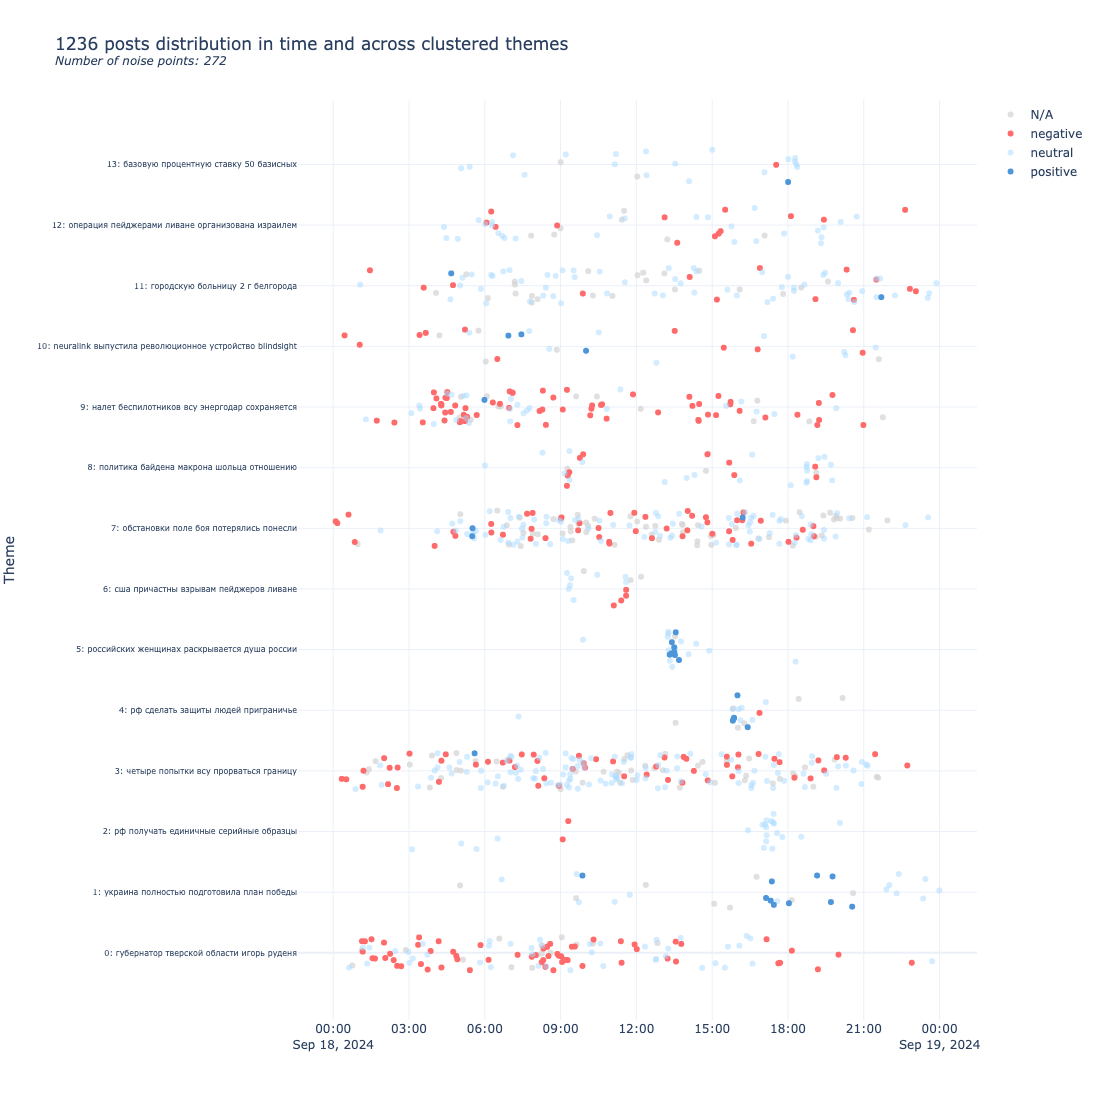 1236 posts distribution in time and across clustered themes
Number of noise points: 272
N/A
negative
neutral
positive
Theme
13: базовую процентную ставку 50 базисных
12: операция пейджерами ливане организована израилем
11: городскую больницу 2 г белгорода
10: neuralink выпустила революционное устройство blindsight
9: налет беспилотников всу энергодар сохраняется
8: политика байдена макрона шольца отношению
7: обстановки поле боя потерялись понесли
6: сша причастны взрывам пейджеров ливане
5: российских женщинах раскрывается душа россии
4: рф сделать защиты людей приграничье
3: четыре попытки всу прорваться границу
2: рф получать единичные серийные образцы
1: украина полностью подготовила план победы
0: губернатор тверской области игорь руденя
00:00 03:00 06:00 09:00 12:00 15:00 18:00 21:00 00:00
Sep 18, 2024 Sep 19, 2024